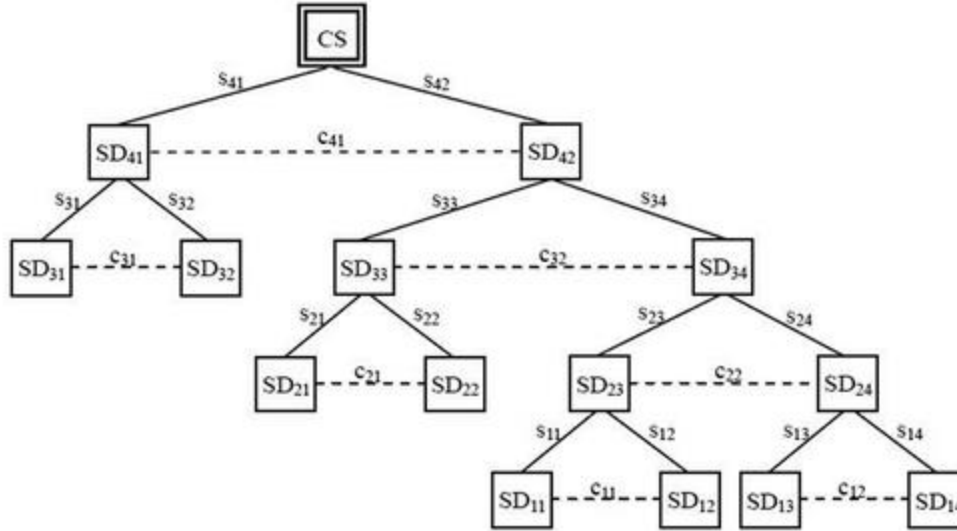 CS
s₄₁ s₄₂
SD₄₁ c₄₁ SD₄₂
s₃₁ s₃₂ s₃₃ s₃₄
SD₃₁ c₃₁ SD₃₂ SD₃₃ c₃₂ SD₃₄
s₂₁ s₂₂ s₂₃ s₂₄
SD₂₁ c₂₁ SD₂₂ SD₂₃ c₂₂ SD₂₄
s₁₁ s₁₂ s₁₃ s₁₄
SD₁₁ c₁₁ SD₁₂ SD₁₃ c₁₂ SD₁₄